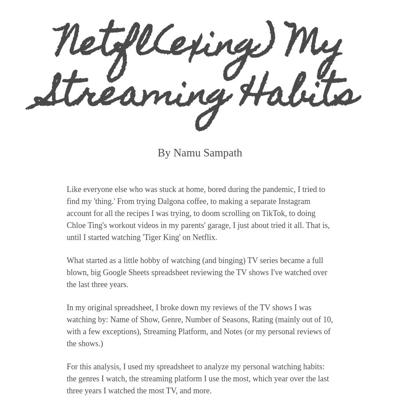 Netfl(exing) My
Streaming Habits
By Namu Sampath
Like everyone else who was stuck at home, bored during the pandemic, I tried to
find my 'thing.' From trying Dalgona coffee, to making a separate Instagram
account for all the recipes I was trying, to doom scrolling on TikTok, to doing
Chloe Ting's workout videos in my parents' garage, I just about tried it all. That is,
until I started watching 'Tiger King' on Netflix.
What started as a little hobby of watching (and binging) TV series became a full
blown, big Google Sheets spreadsheet reviewing the TV shows I've watched over
the last three years.
In my original spreadsheet, I broke down my reviews of the TV shows I was
watching by: Name of Show, Genre, Number of Seasons, Rating (mainly out of 10,
with a few exceptions), Streaming Platform, and Notes (or my personal reviews of
the shows.)
For this analysis, I used my spreadsheet to analyze my personal watching habits:
the genres I watch, the streaming platform I use the most, which year over the last
three years I watched the most TV, and more.